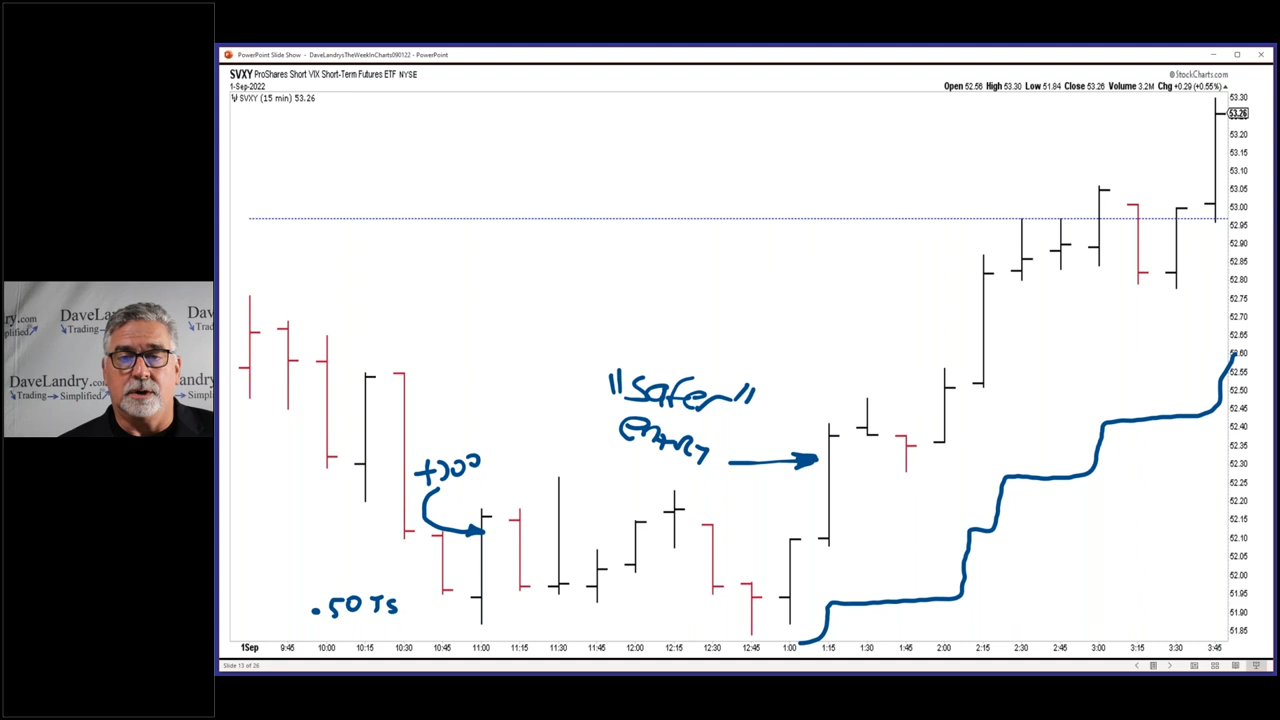 PowerPoint Slide Show - DaveLandrysTheWeekInCharts090122 - PowerPoint
SVXY ProShares Short VIX Short-Term Futures ETF NYSE
© StockCharts.com
1-Sep-2022
Open 52.56 High 53.30 Low 51.84 Close 53.26 Volume 3.2M Chg +0.29 (+0.55%)
SVXY (15 min) 53.26
53.30
53.26
53.20
53.15
53.10
53.05
53.00
52.95
52.90
52.85
52.80
52.75
52.70
52.65
52.60
52.55
52.50
52.45
52.40
52.35
52.30
52.25
52.20
52.15
52.10
52.05
52.00
51.95
51.90
51.85
"Safer"
entry
.50 TS
1Sep 9:45 10:00 10:15 10:30 10:45 11:00 11:15 11:30 11:45 12:00 12:15 12:30 12:45 1:00 1:15 1:30 1:45 2:00 2:15 2:30 2:45 3:00 3:15 3:30 3:45
Slide 13 of 26
DaveLandry.com
Trading Simplified